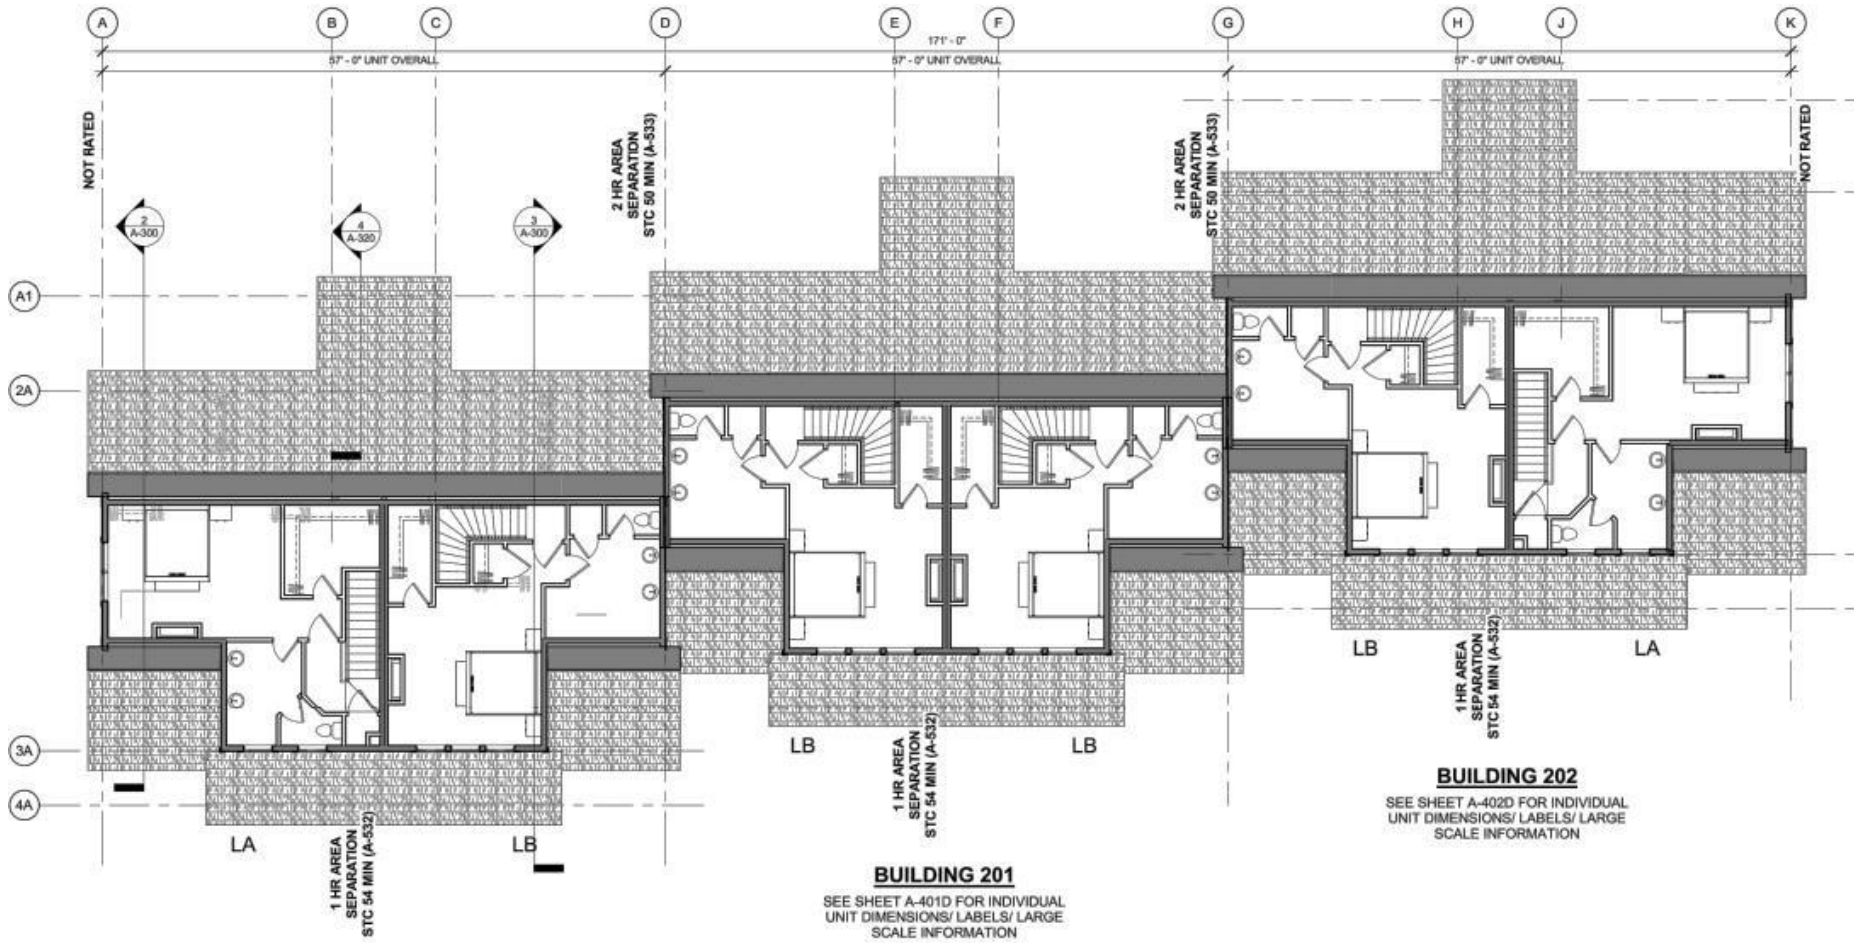 A
B
C
D
E
F
G
H
J
K
171' - 0"
57' - 0" UNIT OVERALL
57' - 0" UNIT OVERALL
57' - 0" UNIT OVERALL
NOT RATED
2 HR AREA
SEPARATION
STC 50 MIN (A-533)
2 HR AREA
SEPARATION
STC 50 MIN (A-533)
NOT RATED
2
A-300
4
A-320
3
A-300
A1
2A
3A
4A
LA
LB
1 HR AREA
SEPARATION
STC 54 MIN (A-532)
LB
LB
1 HR AREA
SEPARATION
STC 54 MIN (A-532)
LB
LA
1 HR AREA
SEPARATION
STC 54 MIN (A-532)
BUILDING 202
SEE SHEET A-402D FOR INDIVIDUAL
UNIT DIMENSIONS/ LABELS/ LARGE
SCALE INFORMATION
BUILDING 201
SEE SHEET A-401D FOR INDIVIDUAL
UNIT DIMENSIONS/ LABELS/ LARGE
SCALE INFORMATION